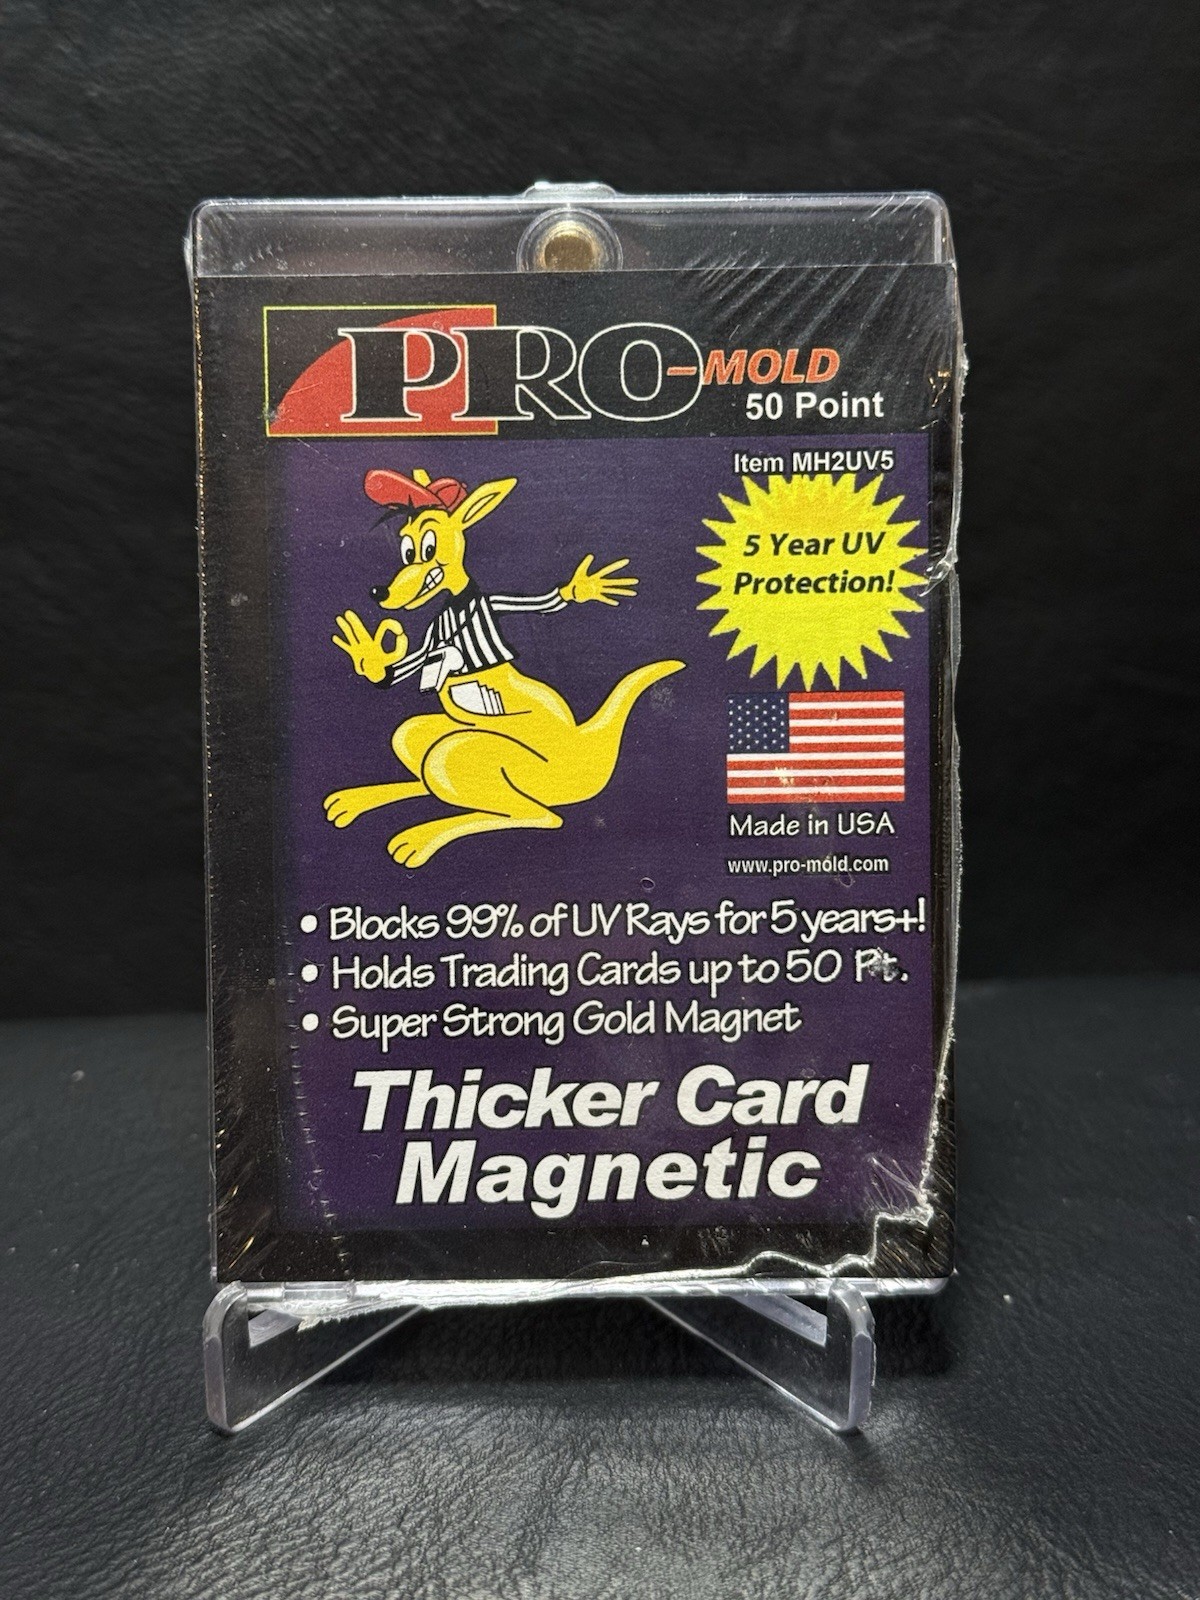 PRO-MOLD
50 Point
Item MH2UV5
5 Year UV
Protection!
Made in USA
www.pro-mold.com
• Blocks 99% of UV Rays for 5 years+!
• Holds Trading Cards up to 50 Pt.
• Super Strong Gold Magnet
Thicker Card
Magnetic